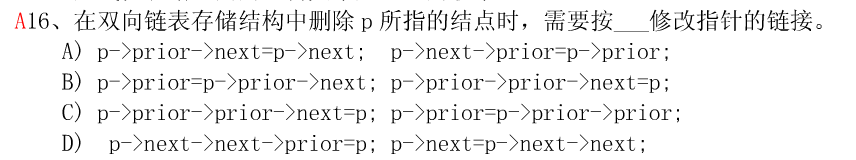 A16、在双向链表存储结构中删除 p 所指的结点时，需要按___修改指针的链接。
A) p->prior->next=p->next;  p->next->prior=p->prior;
B) p->prior=p->prior->next; p->prior->prior->next=p;
C) p->prior->prior->next=p; p->prior=p->prior->prior;
D)  p->next->next->prior=p; p->next=p->next->next;